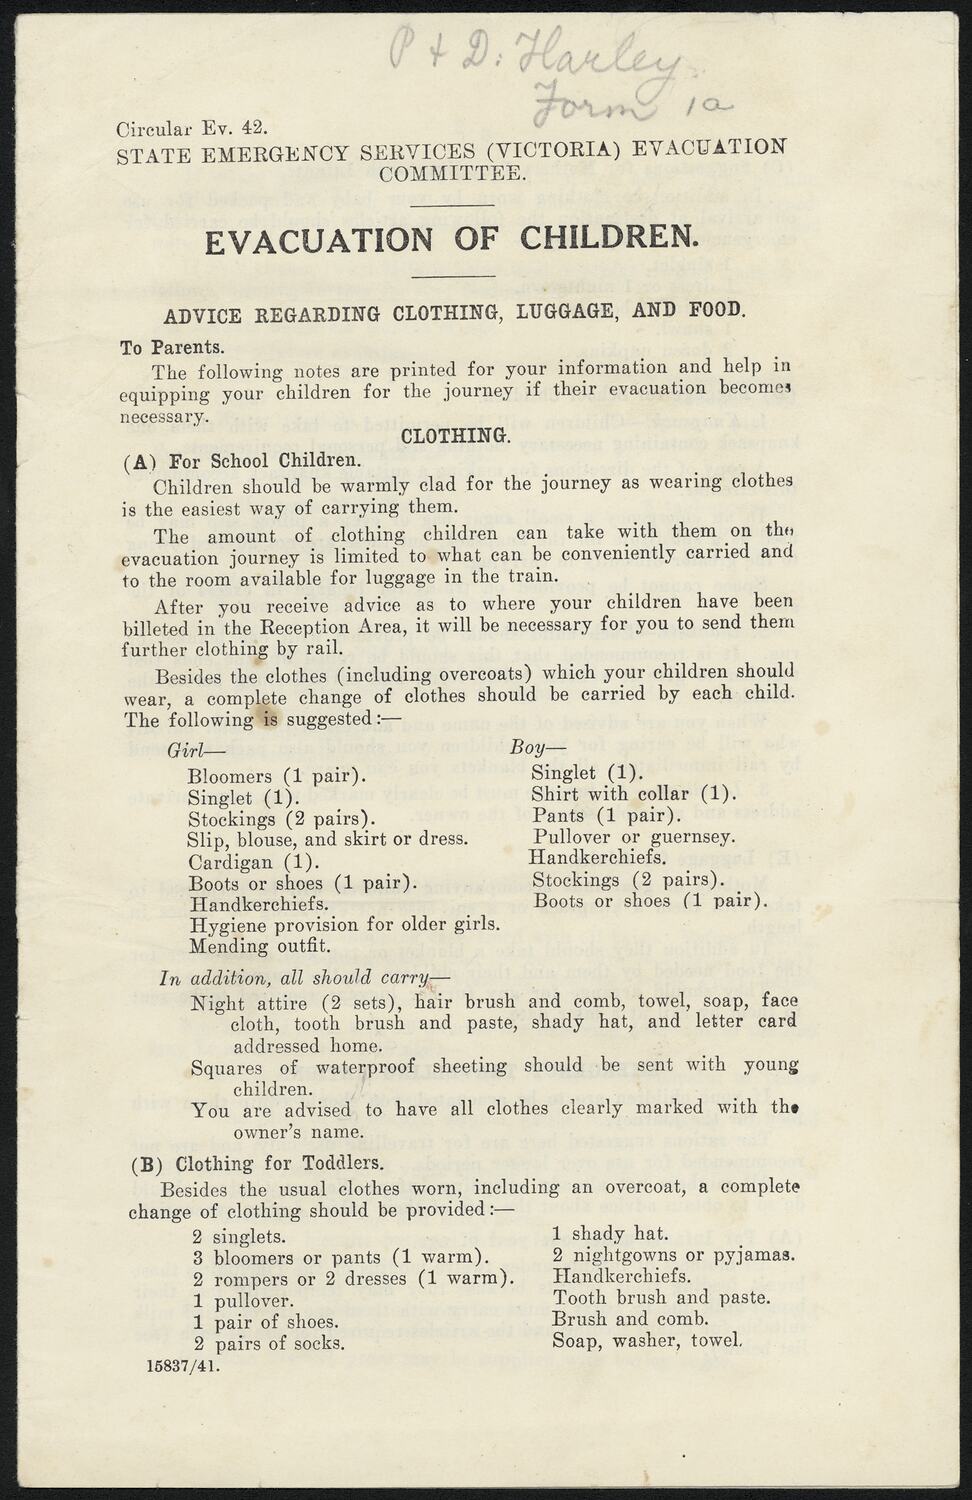 P & D: Harley
Form 1a
Circular Ev. 42.
STATE EMERGENCY SERVICES (VICTORIA) EVACUATION
COMMITTEE.
EVACUATION OF CHILDREN.
ADVICE REGARDING CLOTHING, LUGGAGE, AND FOOD.
To Parents.
The following notes are printed for your information and help in
equipping your children for the journey if their evacuation becomes
necessary.
CLOTHING.
(A) For School Children.
Children should be warmly clad for the journey as wearing clothes
is the easiest way of carrying them.
The amount of clothing children can take with them on the
evacuation journey is limited to what can be conveniently carried and
to the room available for luggage in the train.
After you receive advice as to where your children have been
billeted in the Reception Area, it will be necessary for you to send them
further clothing by rail.
Besides the clothes (including overcoats) which your children should
wear, a complete change of clothes should be carried by each child.
The following is suggested:—
Girl—
Bloomers (1 pair).
Singlet (1).
Stockings (2 pairs).
Slip, blouse, and skirt or dress.
Cardigan (1).
Boots or shoes (1 pair).
Handkerchiefs.
Hygiene provision for older girls.
Mending outfit.
Boy—
Singlet (1).
Shirt with collar (1).
Pants (1 pair).
Pullover or guernsey.
Handkerchiefs.
Stockings (2 pairs).
Boots or shoes (1 pair).
In addition, all should carry—
Night attire (2 sets), hair brush and comb, towel, soap, face
cloth, tooth brush and paste, shady hat, and letter card
addressed home.
Squares of waterproof sheeting should be sent with young
children.
You are advised to have all clothes clearly marked with the
owner's name.
(B) Clothing for Toddlers.
Besides the usual clothes worn, including an overcoat, a complete
change of clothing should be provided:—
2 singlets.
3 bloomers or pants (1 warm).
2 rompers or 2 dresses (1 warm).
1 pullover.
1 pair of shoes.
2 pairs of socks.
1 shady hat.
2 nightgowns or pyjamas.
Handkerchiefs.
Tooth brush and paste.
Brush and comb.
Soap, washer, towel.
15837/41.